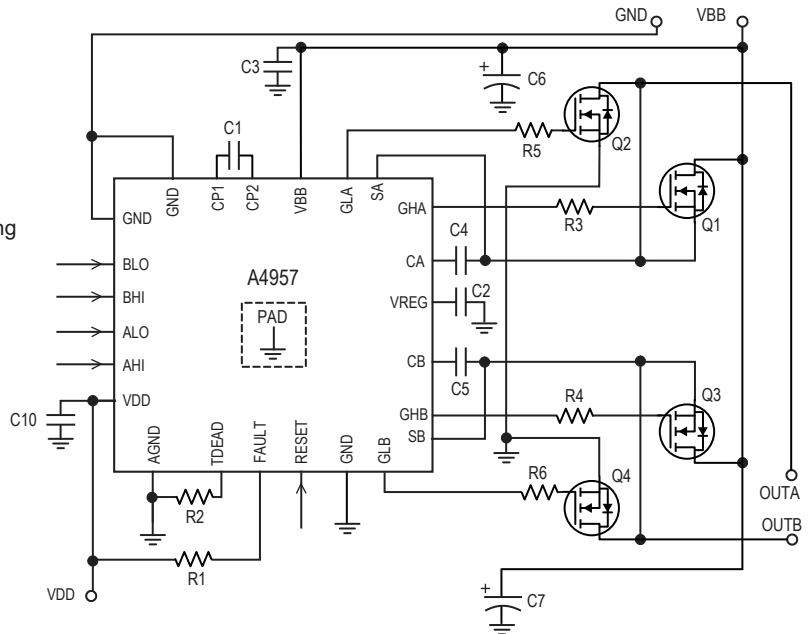 GND VBB
C3
+ C6
C1
R5
Q2
GND
CP1
CP2
VBB
GLA
SA
GND
GHA
R3
Q1
ng
BLO
C4
CA
BHI
A4957
VREG
C2
ALO
PAD
AHI
CB
C5
VDD
R4
Q3
C10
GHB
SB
AGND
TDEAD
FAULT
RESET
GND
GLB
R6
Q4
OUTA
R2
OUTB
R1
VDD
+ C7